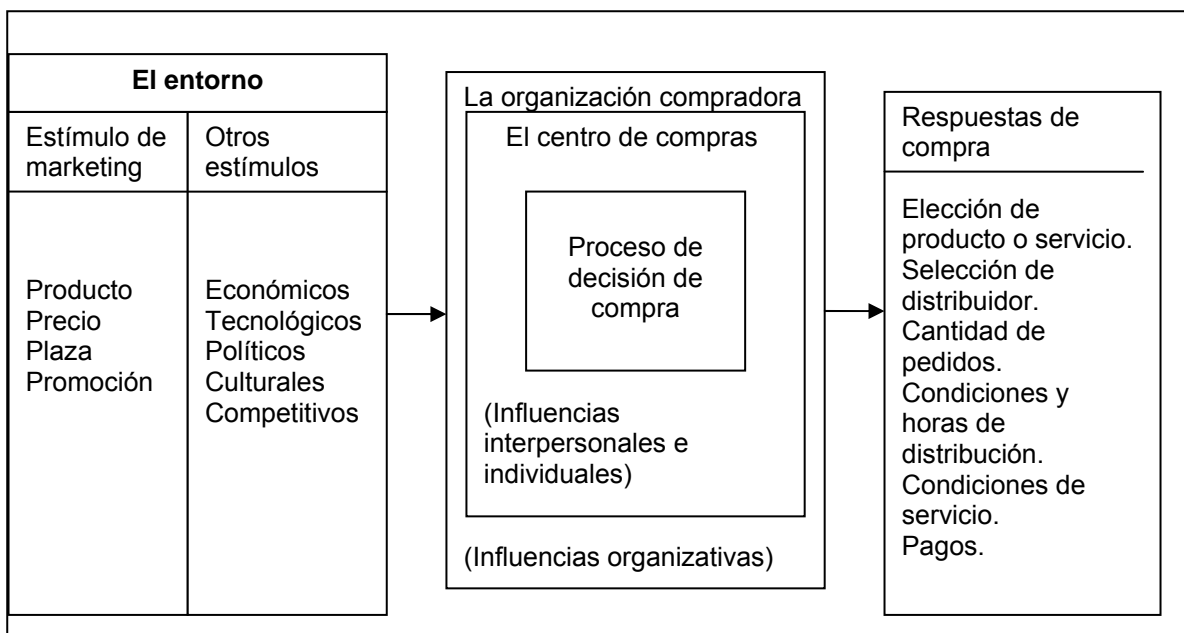 El entorno
Estímulo de
marketing
Otros
estímulos
Producto
Precio
Plaza
Promoción
Económicos
Tecnológicos
Políticos
Culturales
Competitivos
La organización compradora
El centro de compras
Proceso de
decisión de
compra
(Influencias
interpersonales e
individuales)
(Influencias organizativas)
Respuestas de
compra
Elección de
producto o servicio.
Selección de
distribuidor.
Cantidad de
pedidos.
Condiciones y
horas de
distribución.
Condiciones de
servicio.
Pagos.